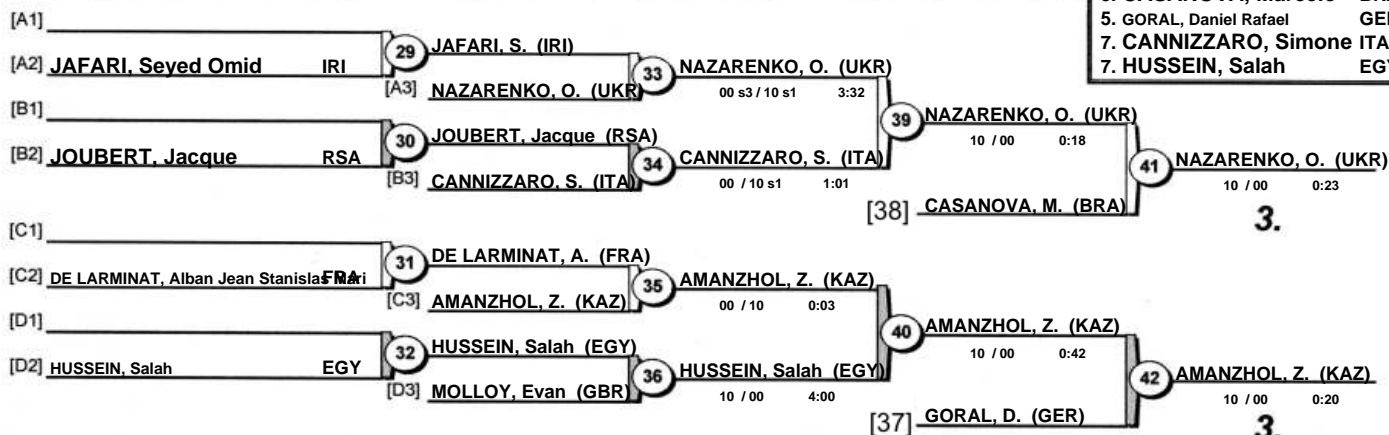 5. GORAL, Daniel Rafael
7. CANNIZZARO, Simone ITA
7. HUSSEIN, Salah
[A1]
29 JAFARI, S. (IRI)
[A2] JAFARI, Seyed Omid IRI
33 NAZARENKO, O. (UKR)
[A3] NAZARENKO, O. (UKR)
00 s3 / 10 s1 3:32
[B1]
39 NAZARENKO, O. (UKR)
10 / 00 0:18
30 JOUBERT, Jacque (RSA)
[B2] JOUBERT, Jacque RSA
34 CANNIZZARO, S. (ITA)
[B3] CANNIZZARO, S. (ITA)
00 / 10 s1 1:01
41 NAZARENKO, O. (UKR)
10 / 00 0:23
[38] CASANOVA, M. (BRA)
3.
[C1]
31 DE LARMINAT, A. (FRA)
[C2] DE LARMINAT, Alban Jean Stanislas Mari FRA
35 AMANZHOL, Z. (KAZ)
[C3] AMANZHOL, Z. (KAZ)
00 / 10 0:03
[D1]
40 AMANZHOL, Z. (KAZ)
10 / 00 0:42
32 HUSSEIN, Salah (EGY)
[D2] HUSSEIN, Salah EGY
36 HUSSEIN, Salah (EGY)
[D3] MOLLOY, Evan (GBR)
10 / 00 4:00
42 AMANZHOL, Z. (KAZ)
10 / 00 0:20
[37] GORAL, D. (GER)
3.